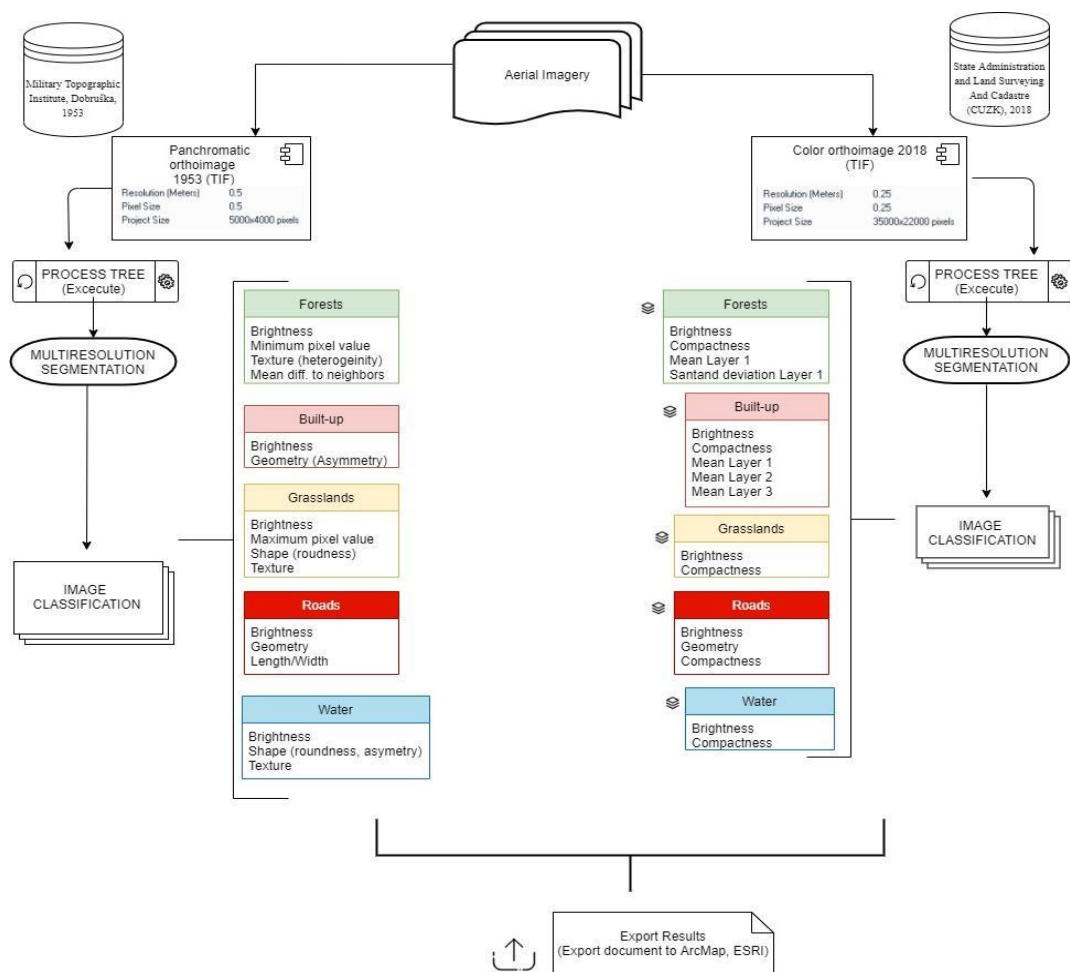 Military Topographic
Institute, Dobruška,
1953
Aerial Imagery
State Administration
and Land Surveying
And Cadastre
(CUZK), 2018
Panchromatic
orthoimage
1953 (TIF)
Resolution (Meters) 0.5
Pixel Size 0.5
Project Size 5000x4000 pixels
Color orthoimage 2018
(TIF)
Resolution (Meters) 0.25
Pixel Size 0.25
Project Size 35000x22000 pixels
PROCESS TREE
(Excecute)
MULTIRESOLUTION
SEGMENTATION
IMAGE
CLASSIFICATION
Forests
Brightness
Minimum pixel value
Texture (heterogeinity)
Mean diff. to neighbors
Built-up
Brightness
Geometry (Asymmetry)
Grasslands
Brightness
Maximum pixel value
Shape (roudness)
Texture
Roads
Brightness
Geometry
Length/Width
Water
Brightness
Shape (roundness, asymetry)
Texture
Forests
Brightness
Compactness
Mean Layer 1
Santand deviation Layer 1
Built-up
Brightness
Compactness
Mean Layer 1
Mean Layer 2
Mean Layer 3
Grasslands
Brightness
Compactness
Roads
Brightness
Geometry
Compactness
Water
Brightness
Compactness
PROCESS TREE
(Excecute)
MULTIRESOLUTION
SEGMENTATION
IMAGE
CLASSIFICATION
Export Results
(Export document to ArcMap, ESRI)